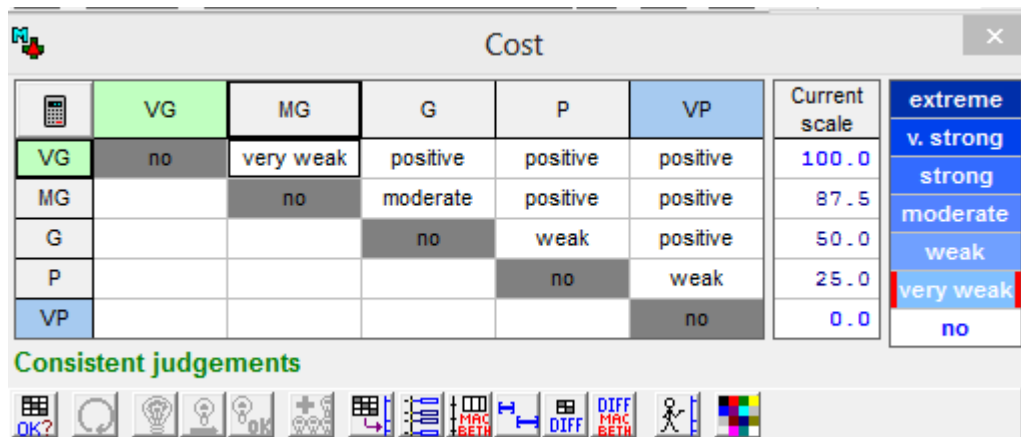 Cost
VG MG G P VP Current scale extreme
v. strong
VG no very weak positive positive positive 100.0
strong
MG no moderate positive positive 87.5
moderate
G no weak positive 50.0
weak
P no weak 25.0
very weak
VP no 0.0
no
Consistent judgements
OK? OK MAC BETH DIFF DIFF MAC BETH